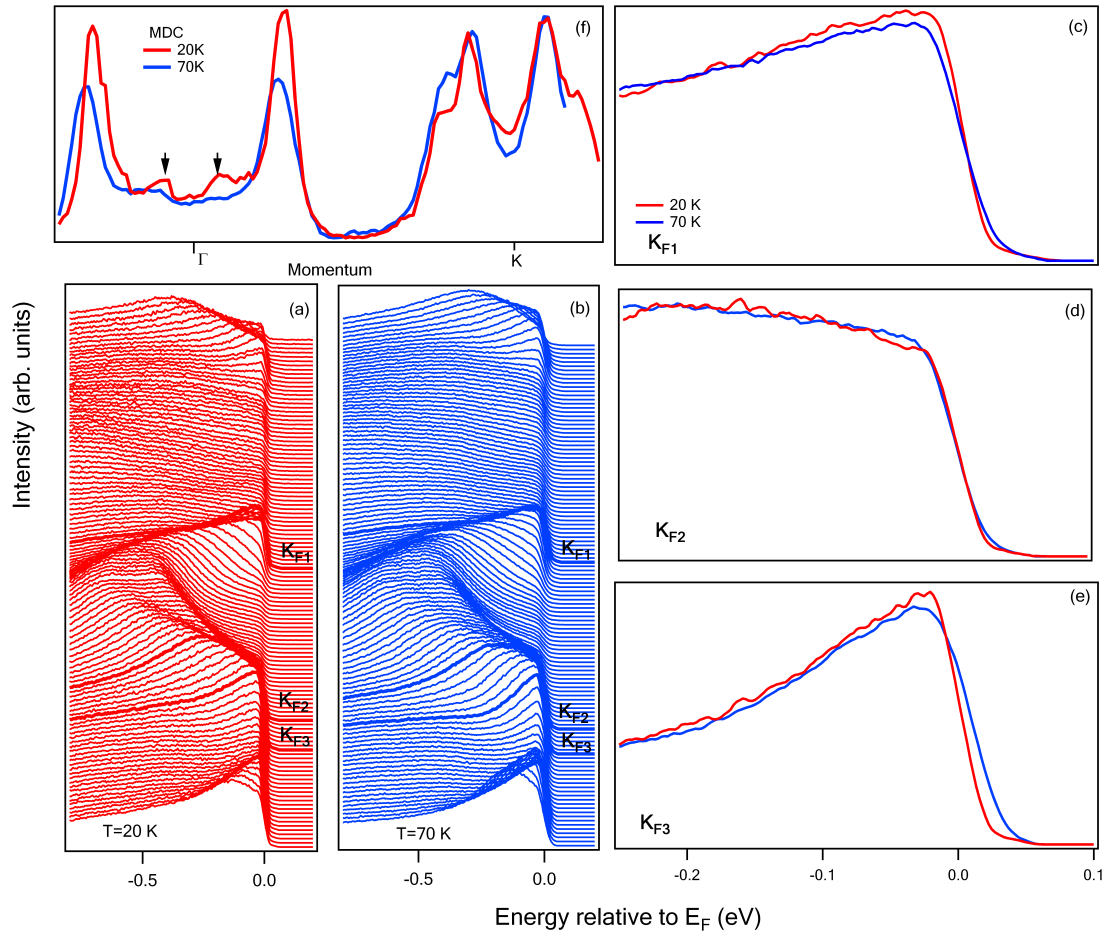 MDC
20K
70K
(f)
Γ
K
Momentum
(c)
20 K
70 K
KF1
Intensity (arb. units)
(a)
KF1
KF2
KF3
T=20 K
-0.5
0.0
(b)
KF1
KF2
KF3
T=70 K
-0.5
0.0
(d)
KF2
(e)
KF3
-0.2
-0.1
0.0
0.1
Energy relative to EF (eV)